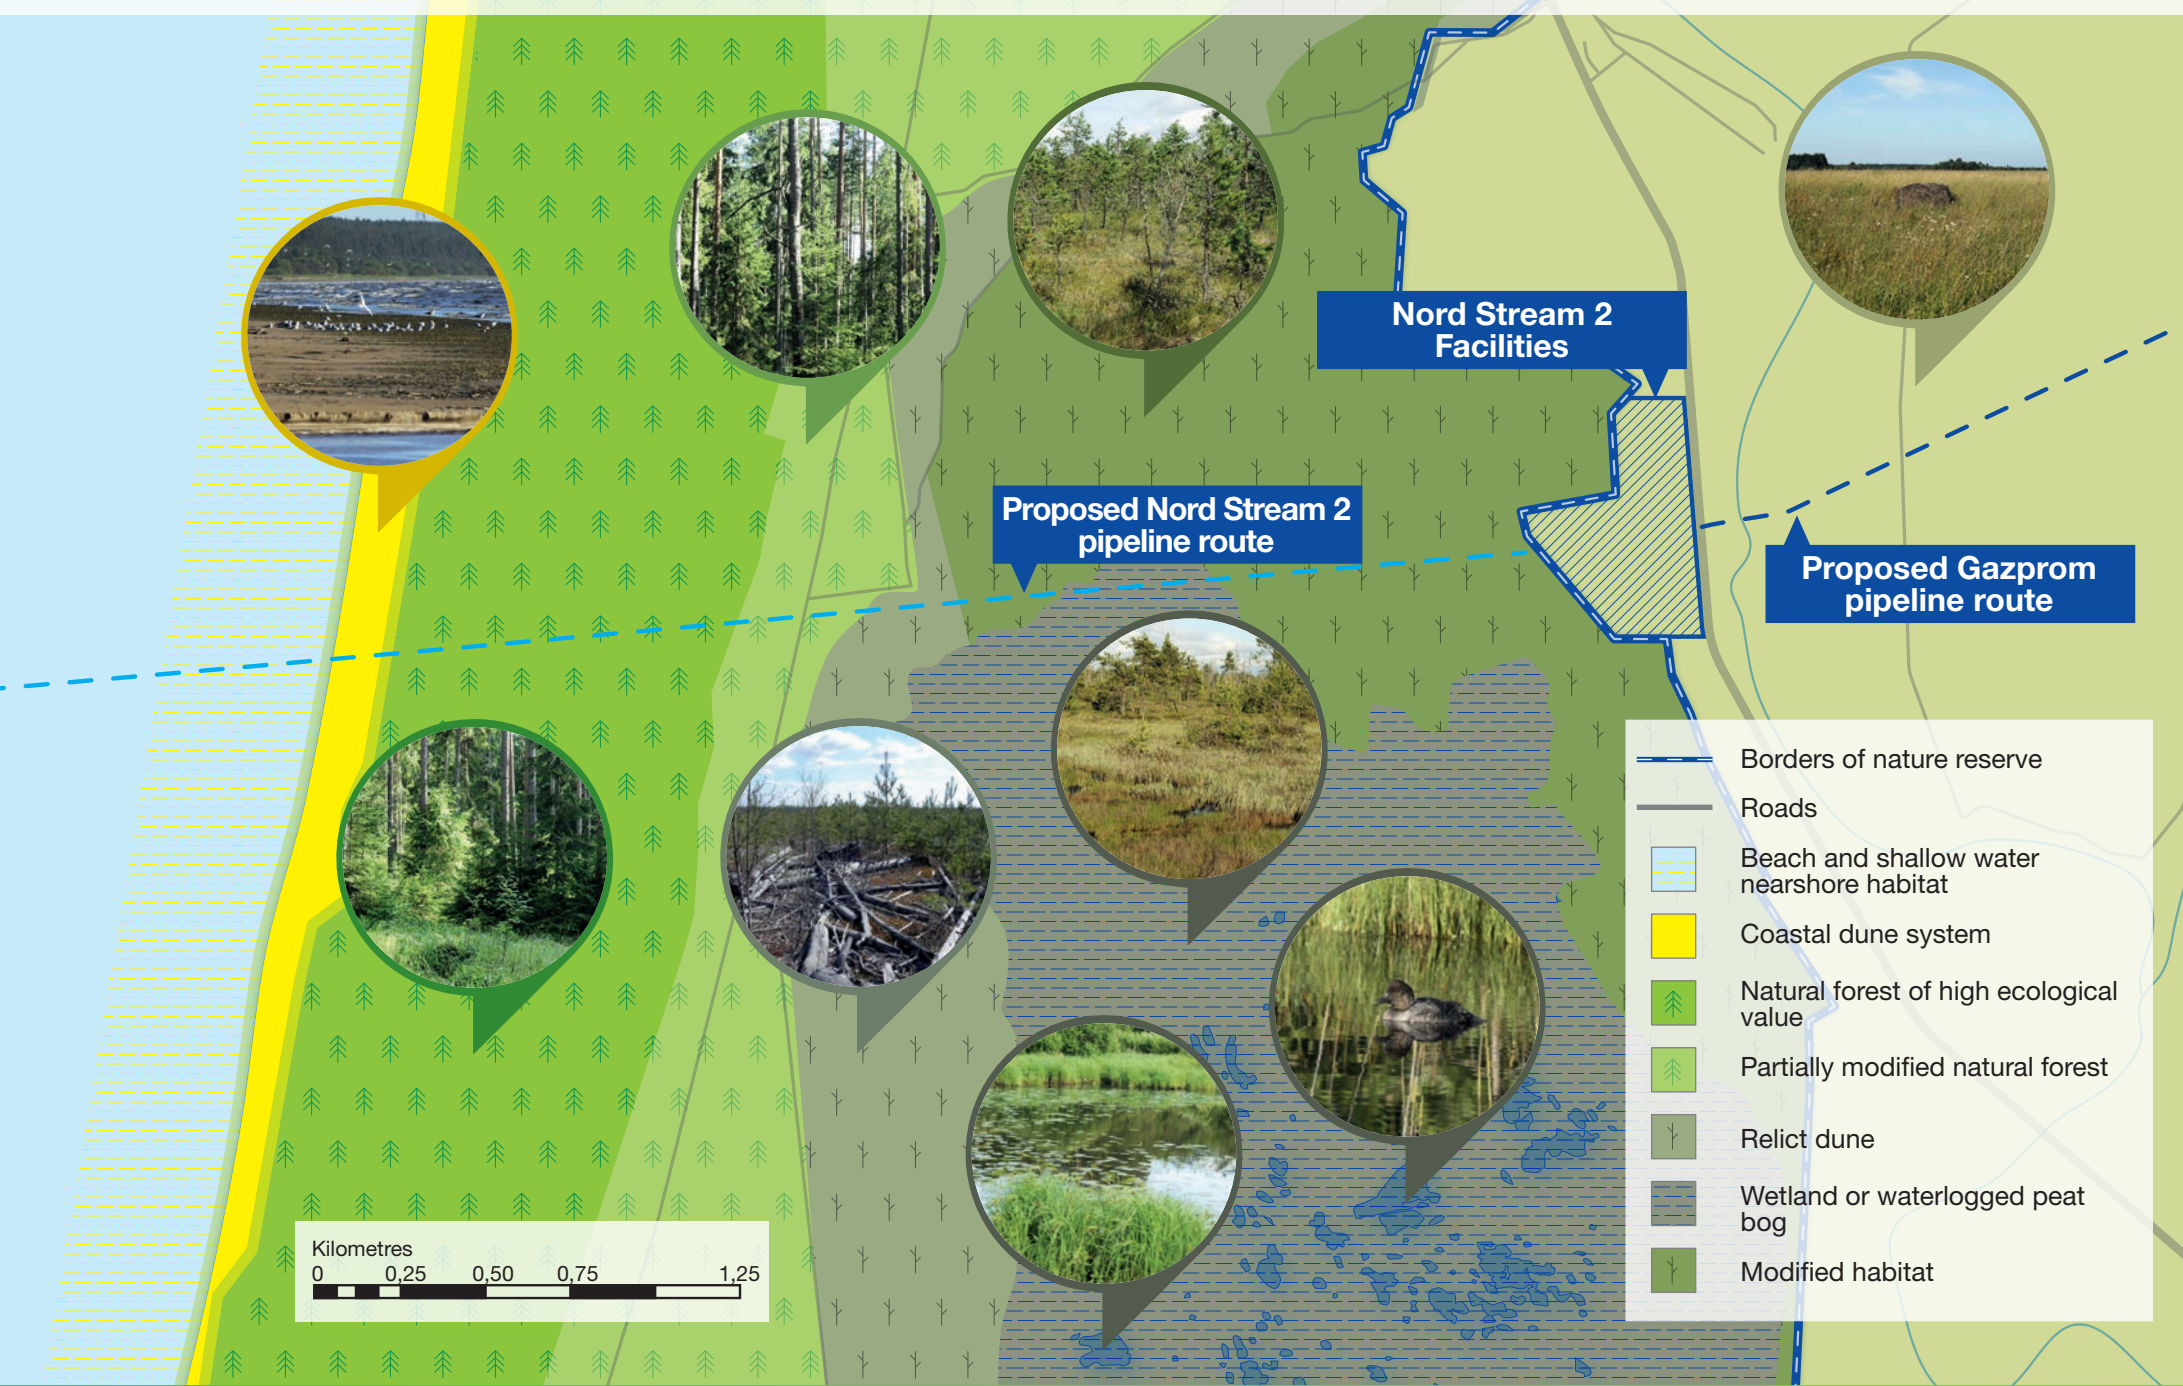 Nord Stream 2
Facilities
Proposed Nord Stream 2
pipeline route
Proposed Gazprom
pipeline route
Borders of nature reserve
Roads
Beach and shallow water
nearshore habitat
Coastal dune system
Natural forest of high ecological
value
Partially modified natural forest
Relict dune
Wetland or waterlogged peat
bog
Modified habitat
Kilometres
0 0,25 0,50 0,75 1,25